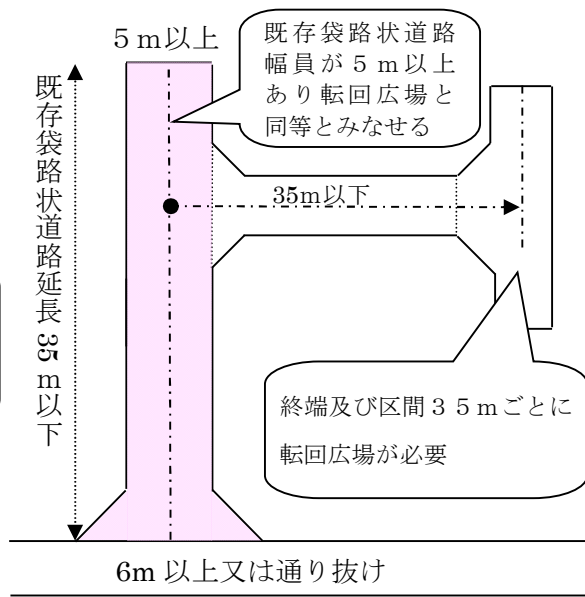 5ｍ以上
既存袋路状道路
幅員が５ｍ以上
あり転回広場と
同等とみなせる
既存袋路状道路延長35ｍ以下
35m以下
終端及び区間３５ｍごとに
転回広場が必要
6m 以上又は通り抜け